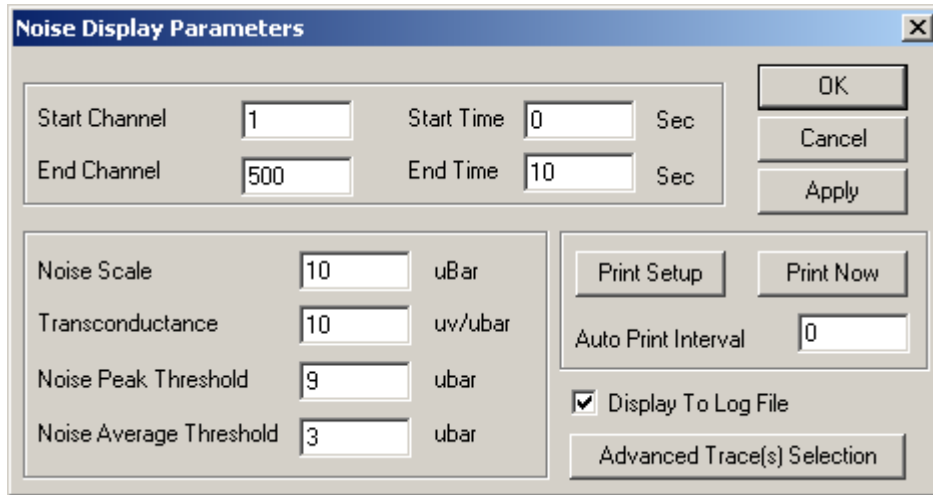 Noise Display Parameters
Start Channel 1 Start Time 0 Sec
End Channel 500 End Time 10 Sec
OK
Cancel
Apply
Noise Scale 10 uBar
Transconductance 10 uv/ubar
Noise Peak Threshold 9 ubar
Noise Average Threshold 3 ubar
Print Setup Print Now
Auto Print Interval 0
Display To Log File
Advanced Trace(s) Selection